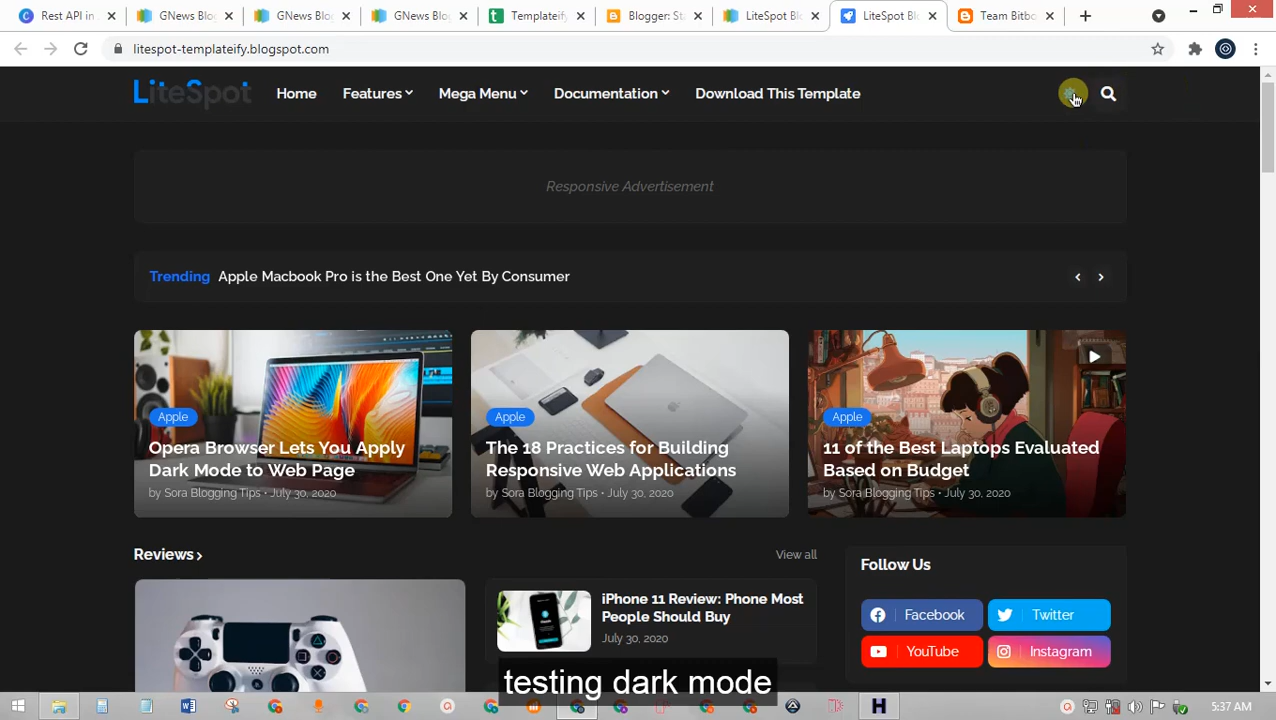 Rest API in
GNews Blo
GNews Blo
GNews Blo
Templateify
Blogger: Sta
LiteSpot Blo
LiteSpot Blo
Team Bitbo
litespot-templateify.blogspot.com
LiteSpot
Home
Features
Mega Menu
Documentation
Download This Template
Responsive Advertisement
Trending
Apple Macbook Pro is the Best One Yet By Consumer
Apple
Opera Browser Lets You Apply
Dark Mode to Web Page
by Sora Blogging Tips • July 30, 2020
Apple
The 18 Practices for Building
Responsive Web Applications
by Sora Blogging Tips • July 30, 2020
Apple
11 of the Best Laptops Evaluated
Based on Budget
by Sora Blogging Tips • July 30, 2020
Reviews
View all
iPhone 11 Review: Phone Most
People Should Buy
July 30, 2020
Follow Us
Facebook
Twitter
YouTube
Instagram
testing dark mode
5:37 AM